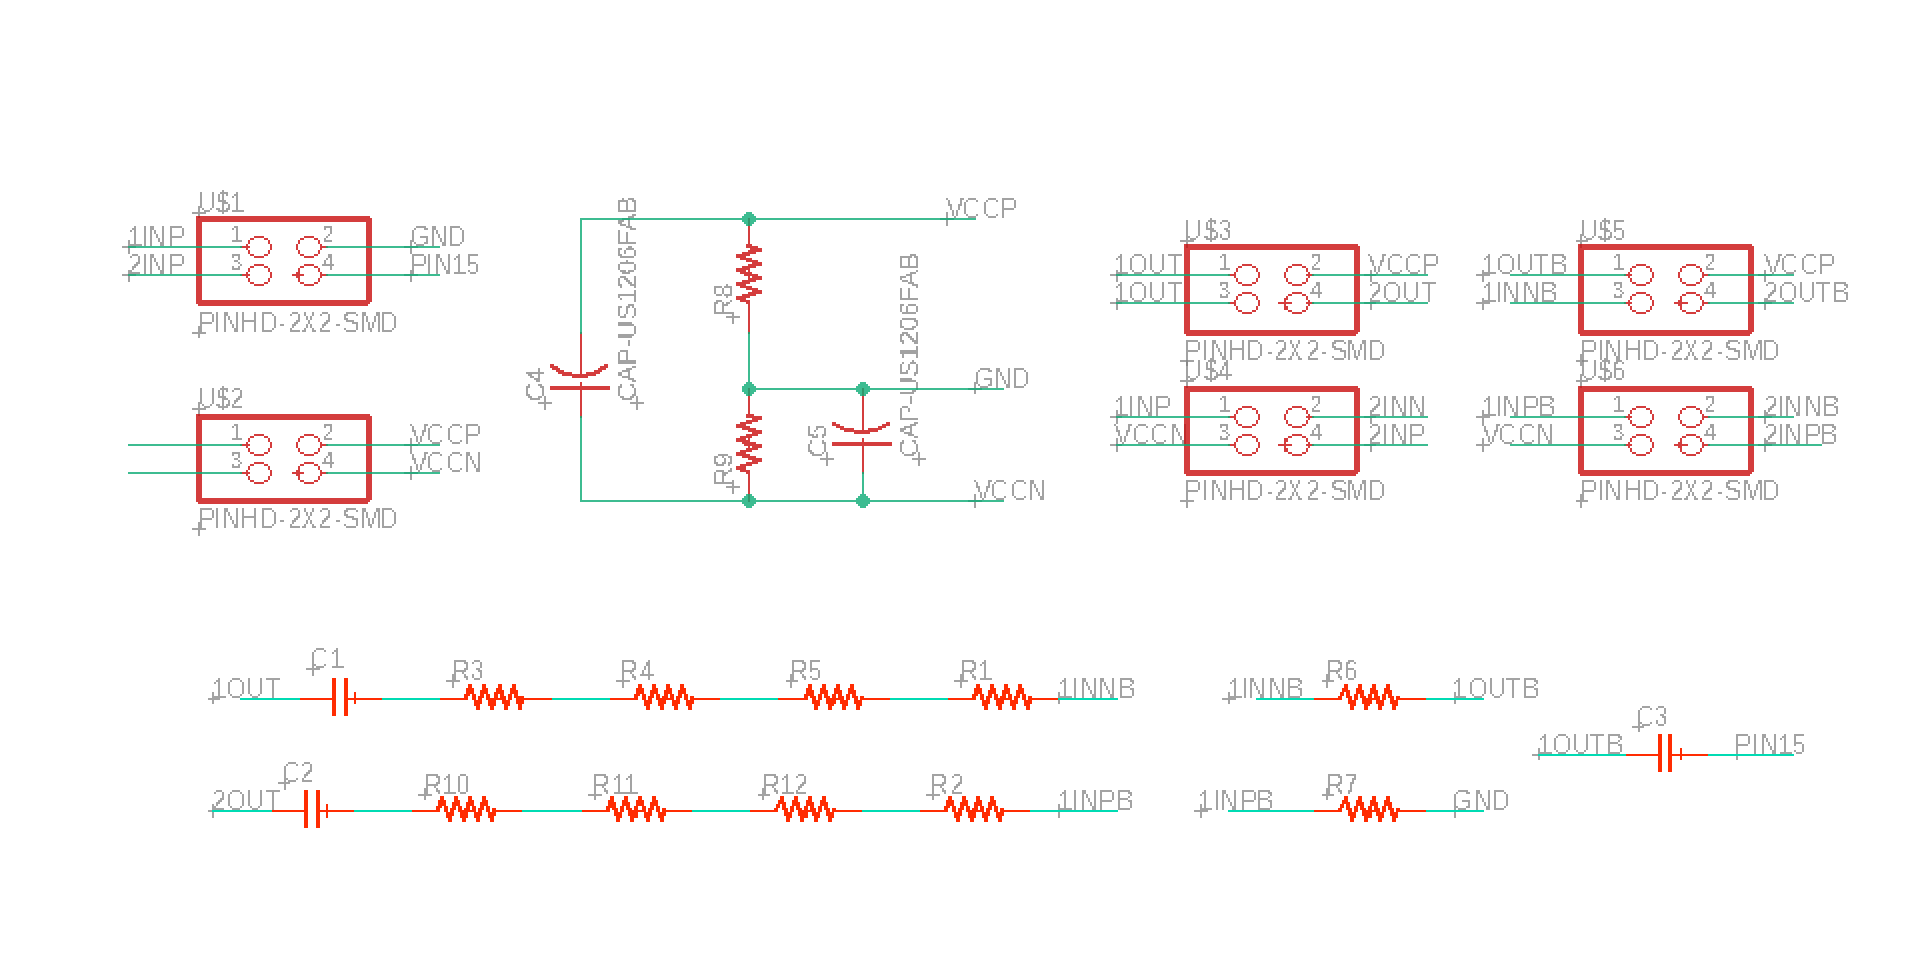 U$1
1INP 1 2 GND
2INP 3 4 PIN15
PINHD-2X2-SMD
U$2
1 2 VCCP
3 4 VCCN
PINHD-2X2-SMD
VCCP
C4
CAP-US1206FAB
R8
GND
R9
C5
CAP-US1206FAB
VCCN
U$3
1OUT 1 2 VCCP
1OUT 3 4 2OUT
PINHD-2X2-SMD
U$4
1INP 1 2 2INN
VCCN 3 4 2INP
PINHD-2X2-SMD
U$5
1OUTB 1 2 VCCP
1INNB 3 4 2OUTB
PINHD-2X2-SMD
U$6
1INPB 1 2 2INNB
VCCN 3 4 2INPB
PINHD-2X2-SMD
1OUT C1 R3 R4 R5 R1 1INNB
1INNB R6 1OUTB
1OUTB C3 PIN15
2OUT C2 R10 R11 R12 R2 1INPB
1INPB R7 GND